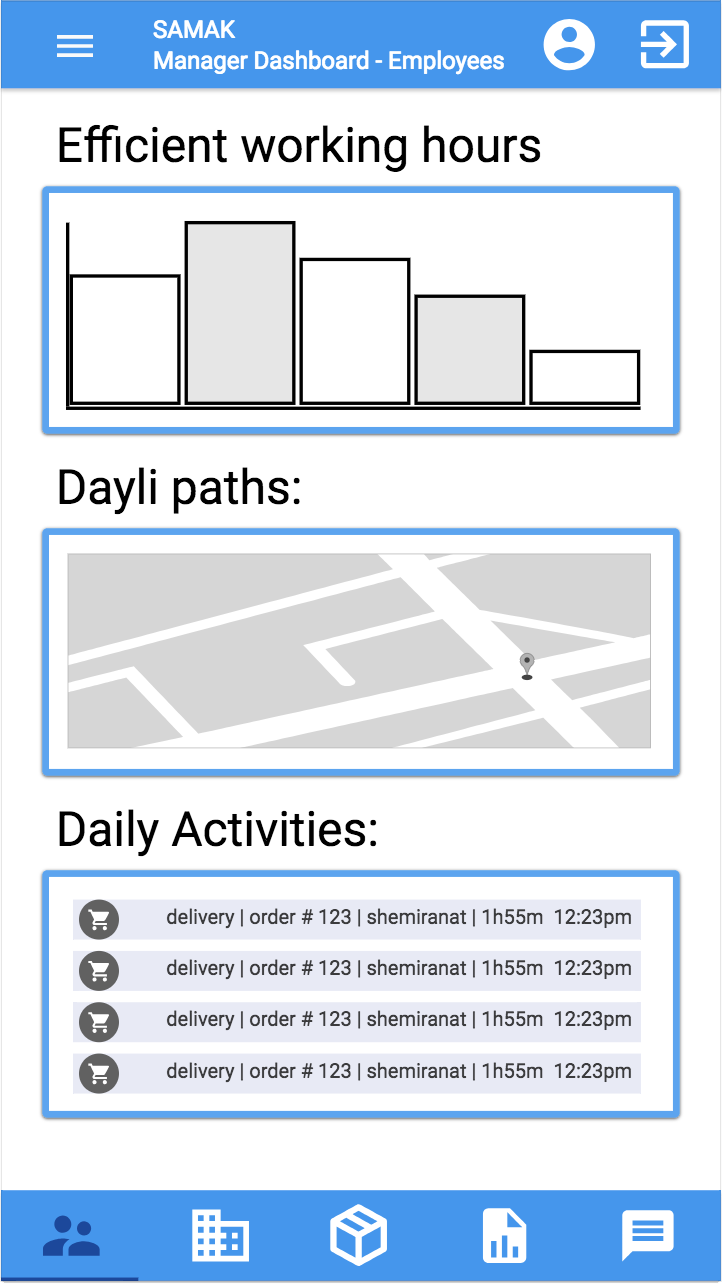 SAMAK
Manager Dashboard - Employees
Efficient working hours
Dayli paths:
Daily Activities:
delivery | order # 123 | shemiranat | 1h55m 12:23pm
delivery | order # 123 | shemiranat | 1h55m 12:23pm
delivery | order # 123 | shemiranat | 1h55m 12:23pm
delivery | order # 123 | shemiranat | 1h55m 12:23pm